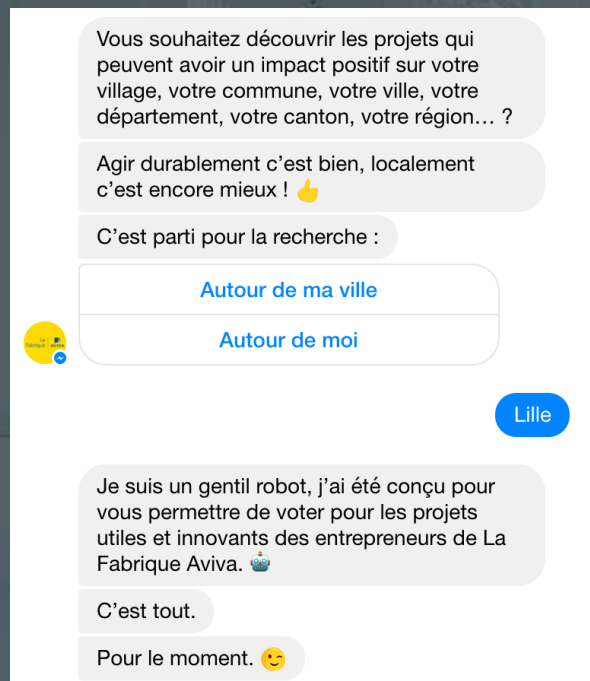 Vous souhaitez découvrir les projets qui
peuvent avoir un impact positif sur votre
village, votre commune, votre ville, votre
département, votre canton, votre région… ?
Agir durablement c’est bien, localement
c’est encore mieux ! 👍
C’est parti pour la recherche :
Autour de ma ville
Autour de moi
La
Fabrique AVIVA
Lille
Je suis un gentil robot, j’ai été conçu pour
vous permettre de voter pour les projets
utiles et innovants des entrepreneurs de La
Fabrique Aviva. 🤖
C’est tout.
Pour le moment. 😉